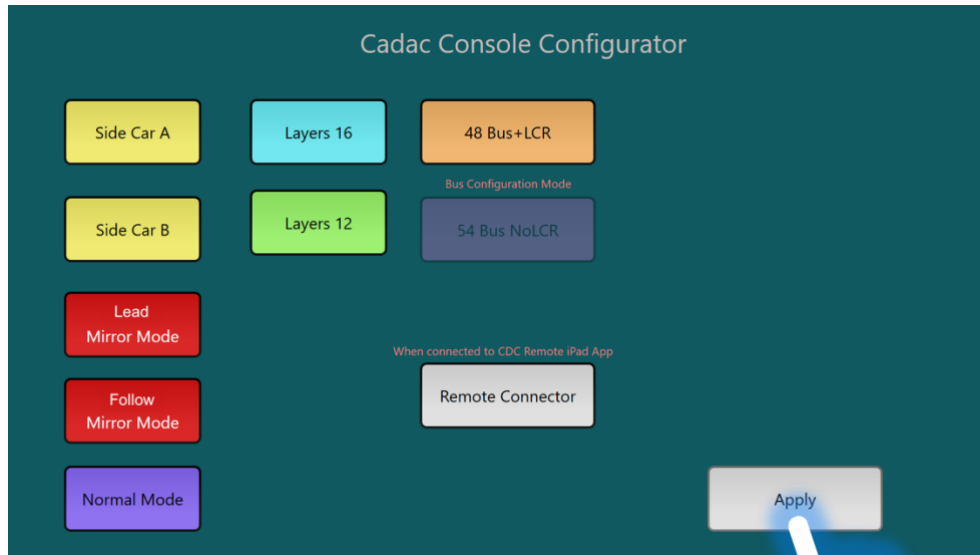 Cadac Console Configurator
Side Car A
Layers 16
48 Bus+LCR
Bus Configuration Mode
Side Car B
Layers 12
54 Bus NoLCR
Lead
Mirror Mode
When connected to CDC Remote iPad App
Follow
Mirror Mode
Remote Connector
Normal Mode
Apply